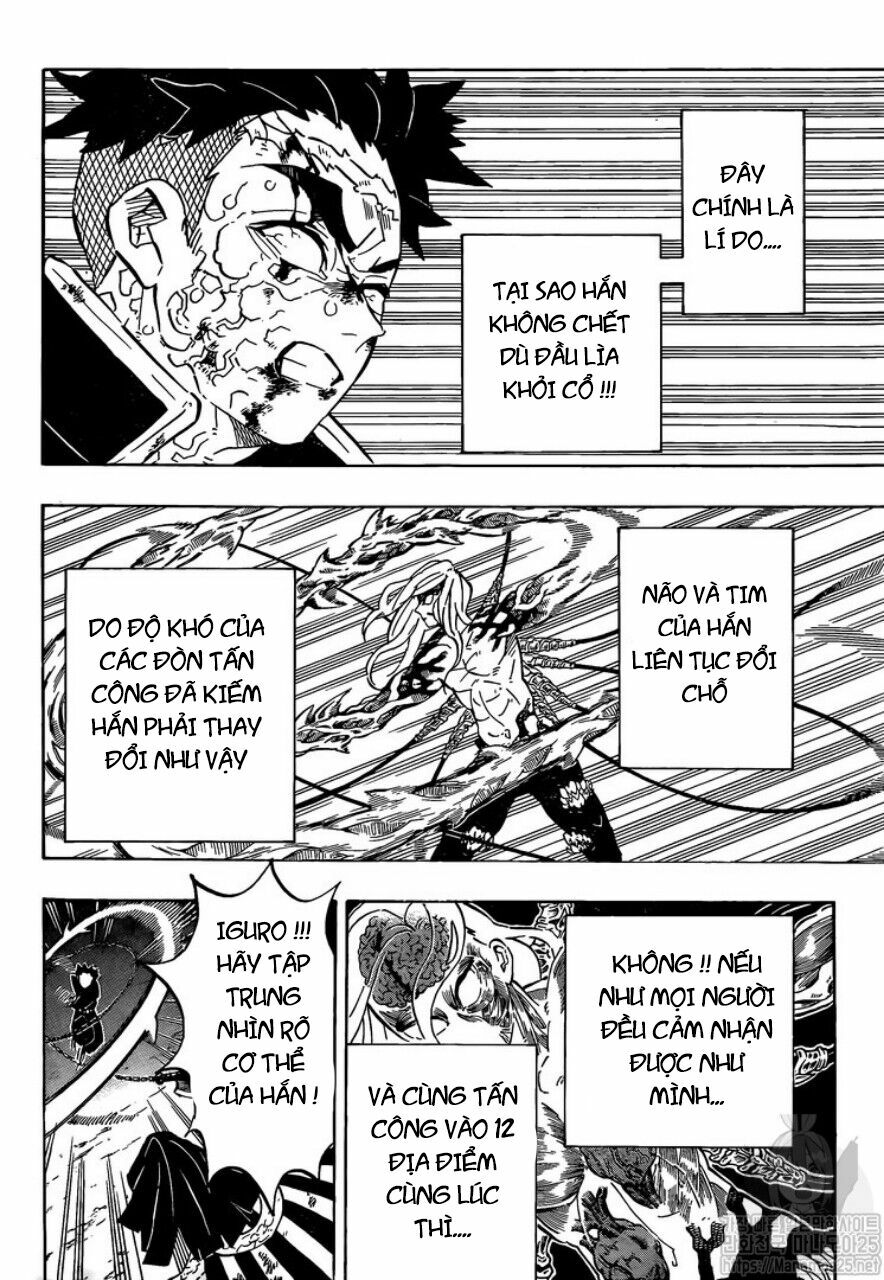 ĐÂY
CHÍNH LÀ
LÍ DO....
TẠI SAO HẮN
KHÔNG CHẾT
DÙ ĐẦU LÌA
KHỎI CỔ !!!
NÃO VÀ TIM
CỦA HẮN
LIÊN TỤC ĐỔI
CHỖ
DO ĐỘ KHÓ CỦA
CÁC ĐÒN TẤN
CÔNG ĐÃ KIẾM
HẮN PHẢI THAY
ĐỔI NHƯ VẬY
KHÔNG !! NẾU
NHƯ MỌI NGƯỜI
ĐỀU CẢM NHẬN
ĐƯỢC NHƯ
MÌNH...
VÀ CÙNG TẤN
CÔNG VÀO 12
ĐỊA ĐIỂM
CÙNG LÚC
THÌ....
IGURO !!!
HÃY TẬP
TRUNG
NHÌN RÕ
CƠ THỂ
CỦA HẮN !